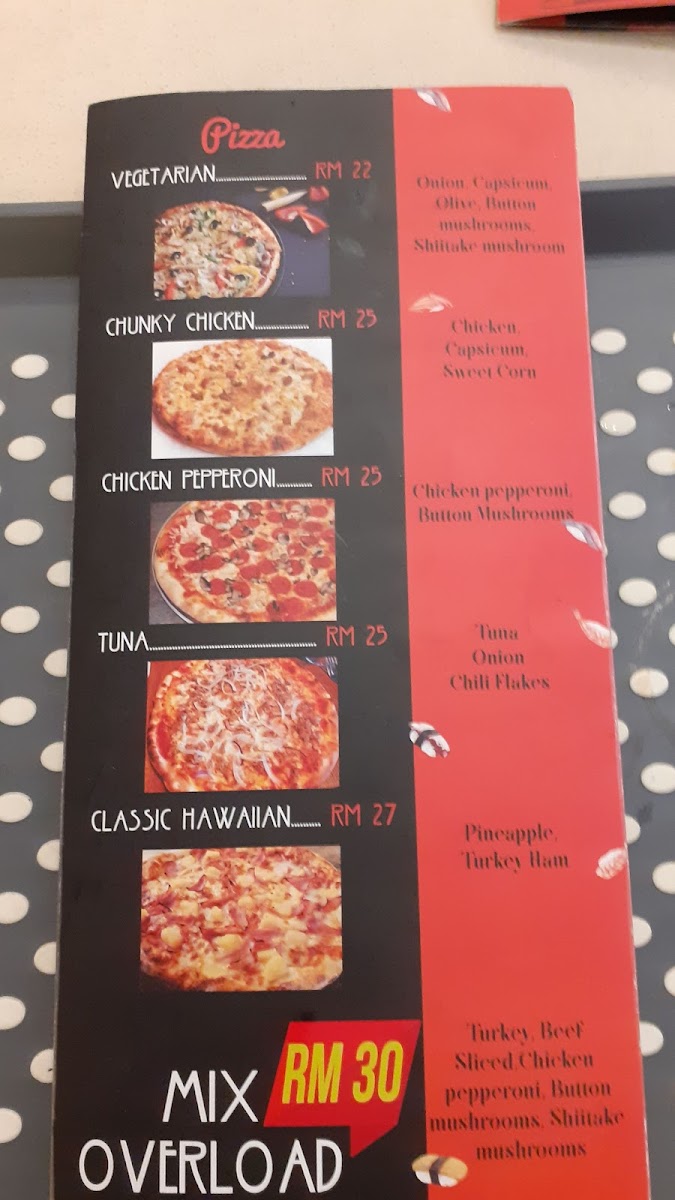 Pizza
VEGETARIAN............................ RM 22
Onion, Capsicum,
Olive, Button
mushrooms,
Shiitake mushroom
CHUNKY CHICKEN................ RM 25
Chicken,
Capsicum,
Sweet Corn
CHICKEN PEPPERONI.......... RM 25
Chicken pepperoni,
Button Mushrooms
TUNA.................................................. RM 25
Tuna
Onion
Chili Flakes
CLASSIC HAWAIIAN........ RM 27
Pineapple,
Turkey Ham
MIX
OVERLOAD
RM 30
Turkey, Beef
Sliced,Chicken
pepperoni, Button
mushrooms, Shiitake
mushrooms